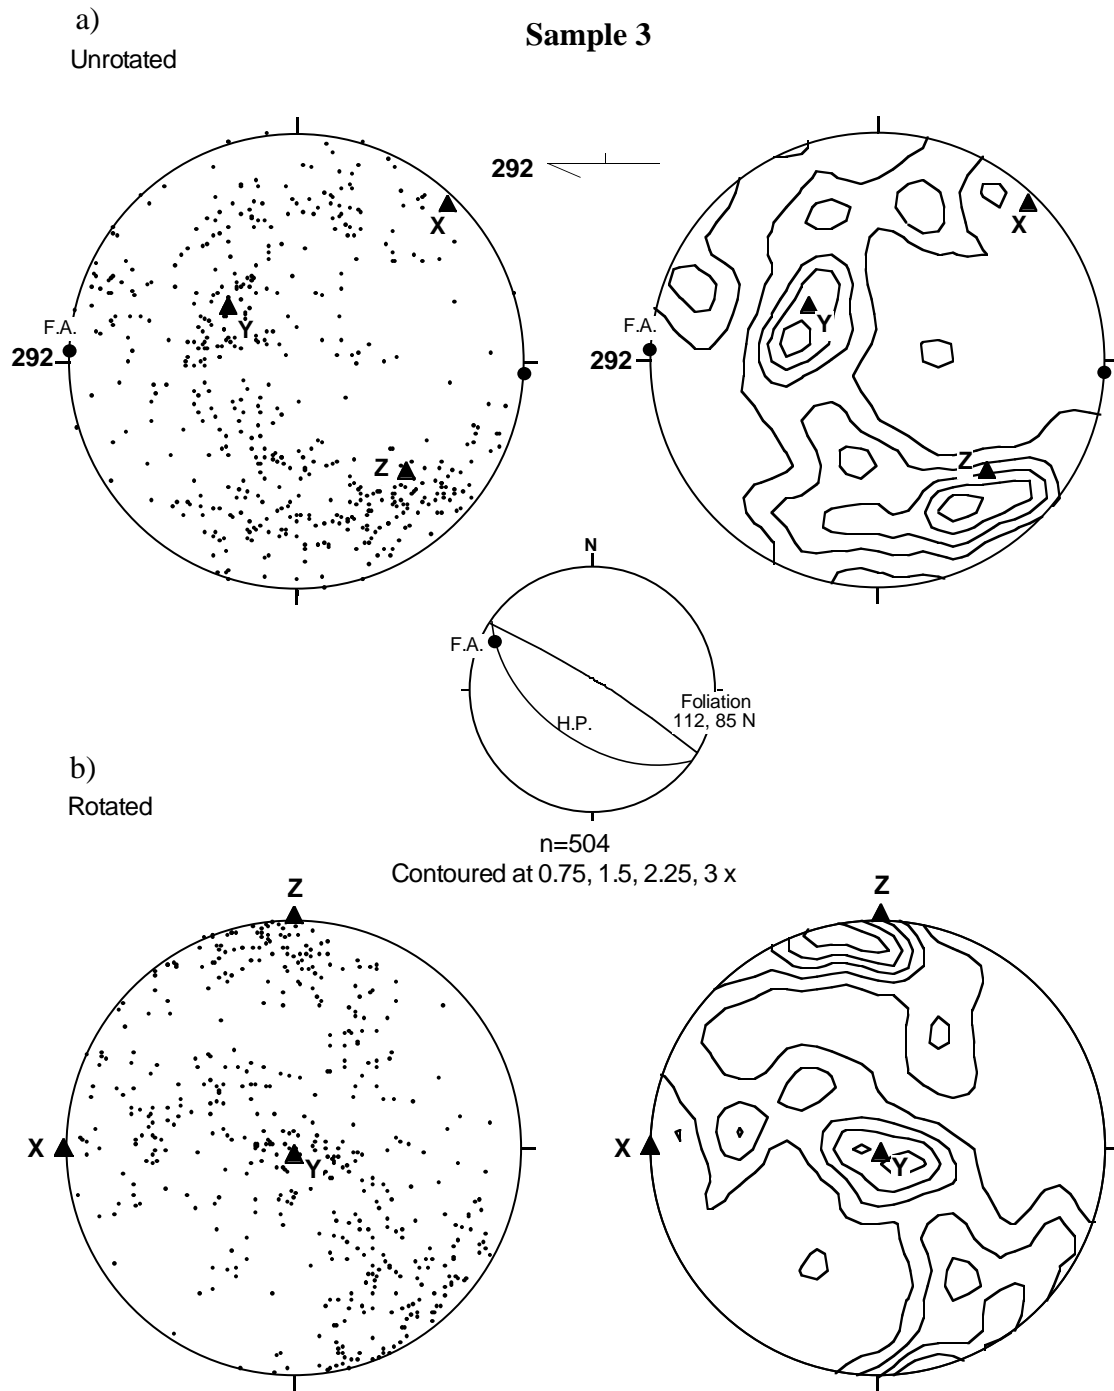 a)
Sample 3
Unrotated
292
X
X
Y
Y
F.A.
292
F.A.
292
Z
Z
N
F.A.
Foliation
112, 85 N
H.P.
b)
Rotated
n=504
Contoured at 0.75, 1.5, 2.25, 3 x
Z
Z
X
Y
X
Y